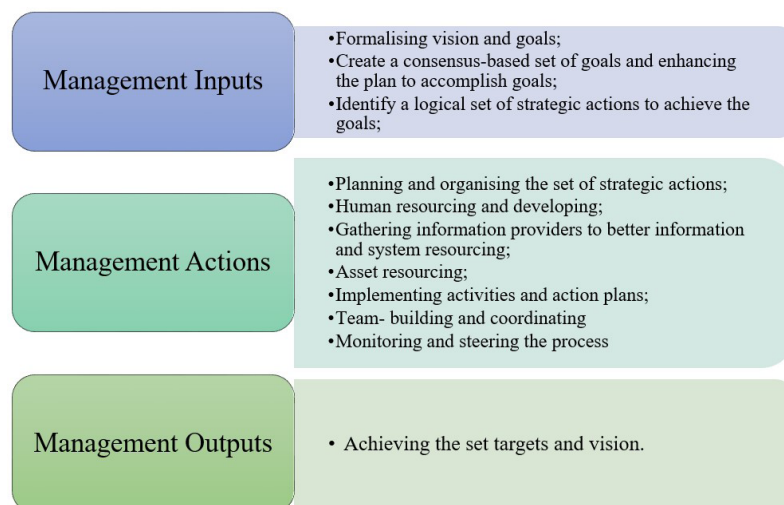 Management Inputs
•Formalising vision and goals;
•Create a consensus-based set of goals and enhancing
the plan to accomplish goals;
•Identify a logical set of strategic actions to achieve the
goals;
Management Actions
•Planning and organising the set of strategic actions;
•Human resourcing and developing;
•Gathering information providers to better information
and system resourcing;
•Asset resourcing;
•Implementing activities and action plans;
•Team- building and coordinating
•Monitoring and steering the process
Management Outputs
• Achieving the set targets and vision.